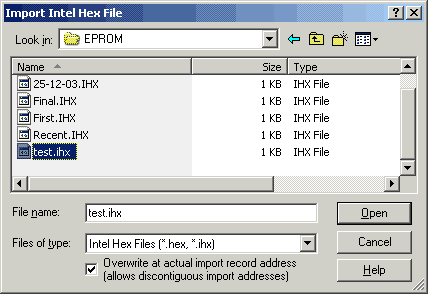 Import Intel Hex File
Look in: EPROM
Name Size Type
25-12-03.IHX 1 KB IHX File
Final.IHX 1 KB IHX File
First.IHX 1 KB IHX File
Recent.IHX 1 KB IHX File
test.ihx 1 KB IHX File
File name: test.ihx Open
Files of type: Intel Hex Files (*.hex, *.ihx) Cancel
Overwrite at actual import record address
(allows discontiguous import addresses) Help